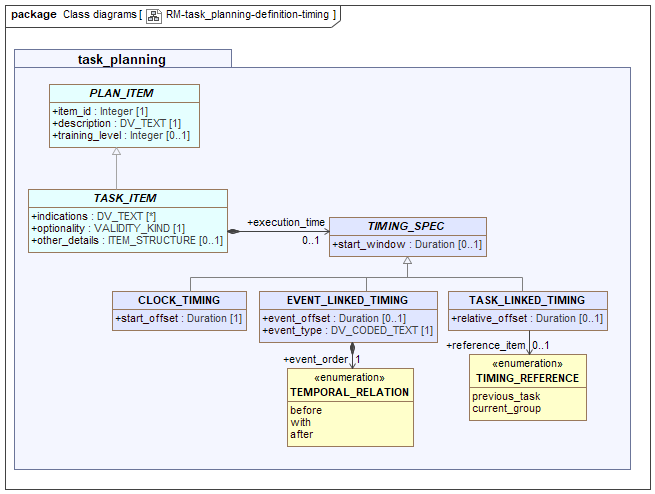 package Class diagrams [ RM-task_planning-definition-timing ]
task_planning
PLAN_ITEM
+item_id : Integer [1]
+description : DV_TEXT [1]
+training_level : Integer [0..1]
TASK_ITEM
+indications : DV_TEXT [*]
+optionality : VALIDITY_KIND [1]
+other_details : ITEM_STRUCTURE [0..1]
+execution_time
0..1
TIMING_SPEC
+start_window : Duration [0..1]
CLOCK_TIMING
+start_offset : Duration [1]
EVENT_LINKED_TIMING
+event_offset : Duration [0..1]
+event_type : DV_CODED_TEXT [1]
TASK_LINKED_TIMING
+relative_offset : Duration [0..1]
+event_order 1
+reference_item 0..1
«enumeration»
TEMPORAL_RELATION
before
with
after
«enumeration»
TIMING_REFERENCE
previous_task
current_group